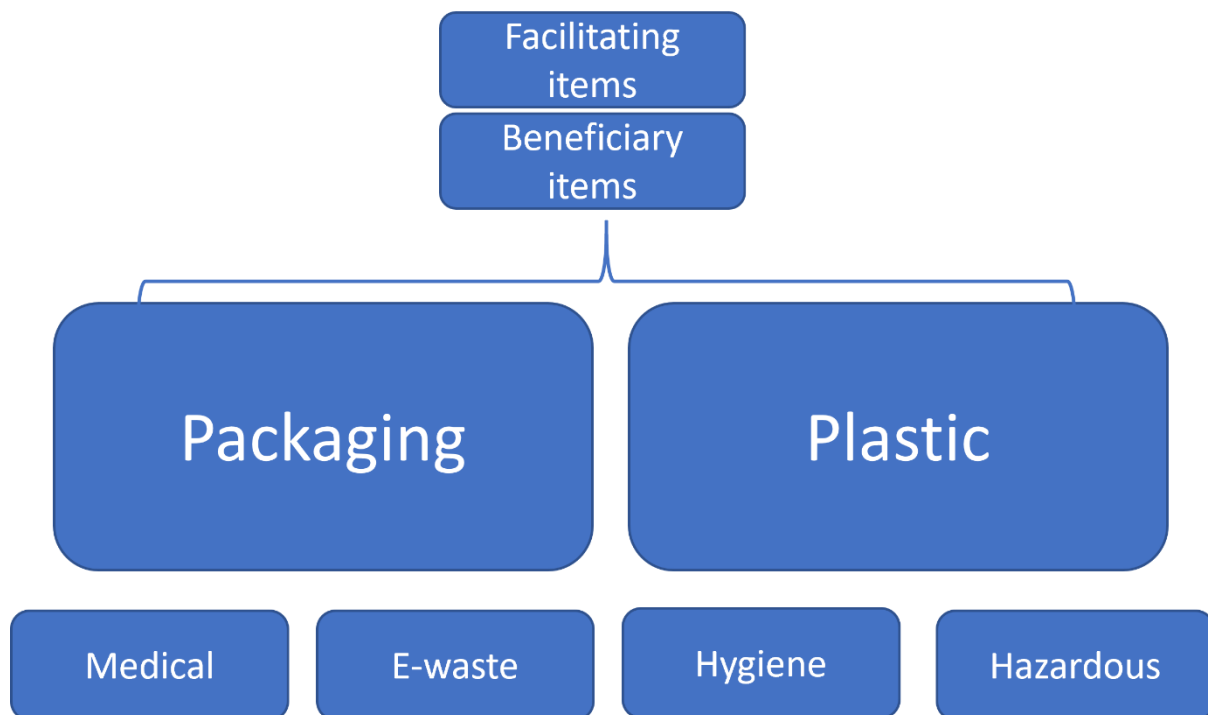 Facilitating
items
Beneficiary
items
Packaging
Plastic
Medical
E-waste
Hygiene
Hazardous